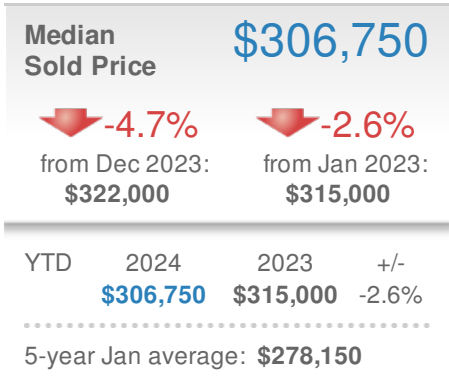 Median $306,750
Sold Price
-4.7% -2.6%
from Dec 2023: from Jan 2023:
$322,000 $315,000
YTD 2024 2023 +/-
$306,750 $315,000 -2.6%
5-year Jan average: $278,150